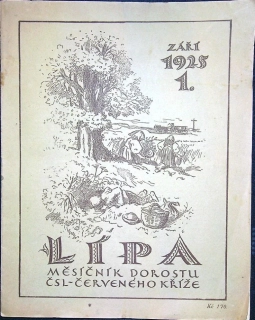 ZÁŘÍ
1925
1.
LÍPA
MĚSÍČNÍK DOROSTU
ČSL-ČERVENÉHO KŘÍŽE